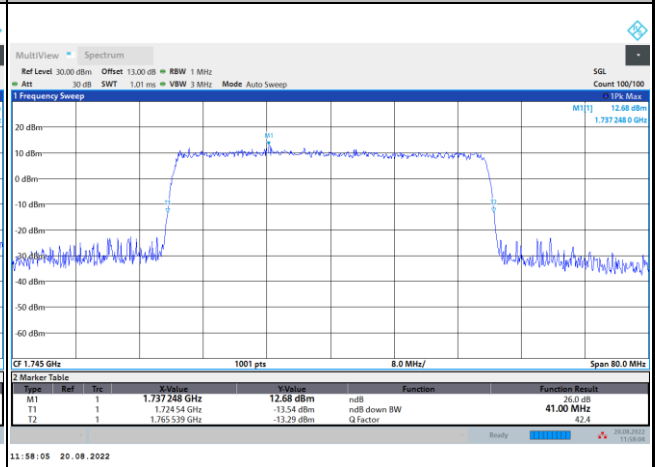 MultiView Spectrum
Ref Level 30.00 dBm Offset 13.00 dB RBW 1 MHz SGL
Att 30 dB SWT 1.01 ms VBW 3 MHz Mode Auto Sweep Count 100/100
1 Frequency Sweep 1Pk Max
M1[1] 12.68 dBm
1.737 248 0 GHz
M1
20 dBm
10 dBm
0 dBm
-10 dBm
-20 dBm
-30 dBm
-40 dBm
-50 dBm
-60 dBm
CF 1.745 GHz 1001 pts 8.0 MHz/ Span 80.0 MHz
2 Marker Table
Type Ref Trc X-Value Y-Value Function Function Result
M1 1 1.737 248 GHz 12.68 dBm ndB 26.0 dB
T1 1 1.724 54 GHz -13.54 dBm ndB down BW 41.00 MHz
T2 1 1.765 539 GHz -13.29 dBm Q Factor 42.4
Ready 20.08.2022
11:58:04
11:58:05 20.08.2022